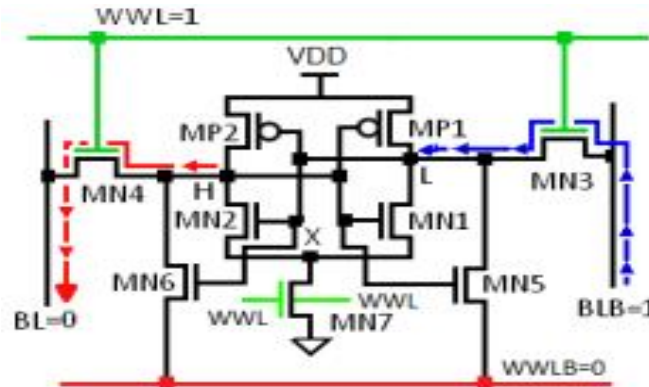 WWL=1
VDD
MP2
MP1
MN4
H
L
MN3
MN2
X
MN1
MN6
WWL
WWL
MN7
MN5
BL=0
BLB=1
WWLB=0